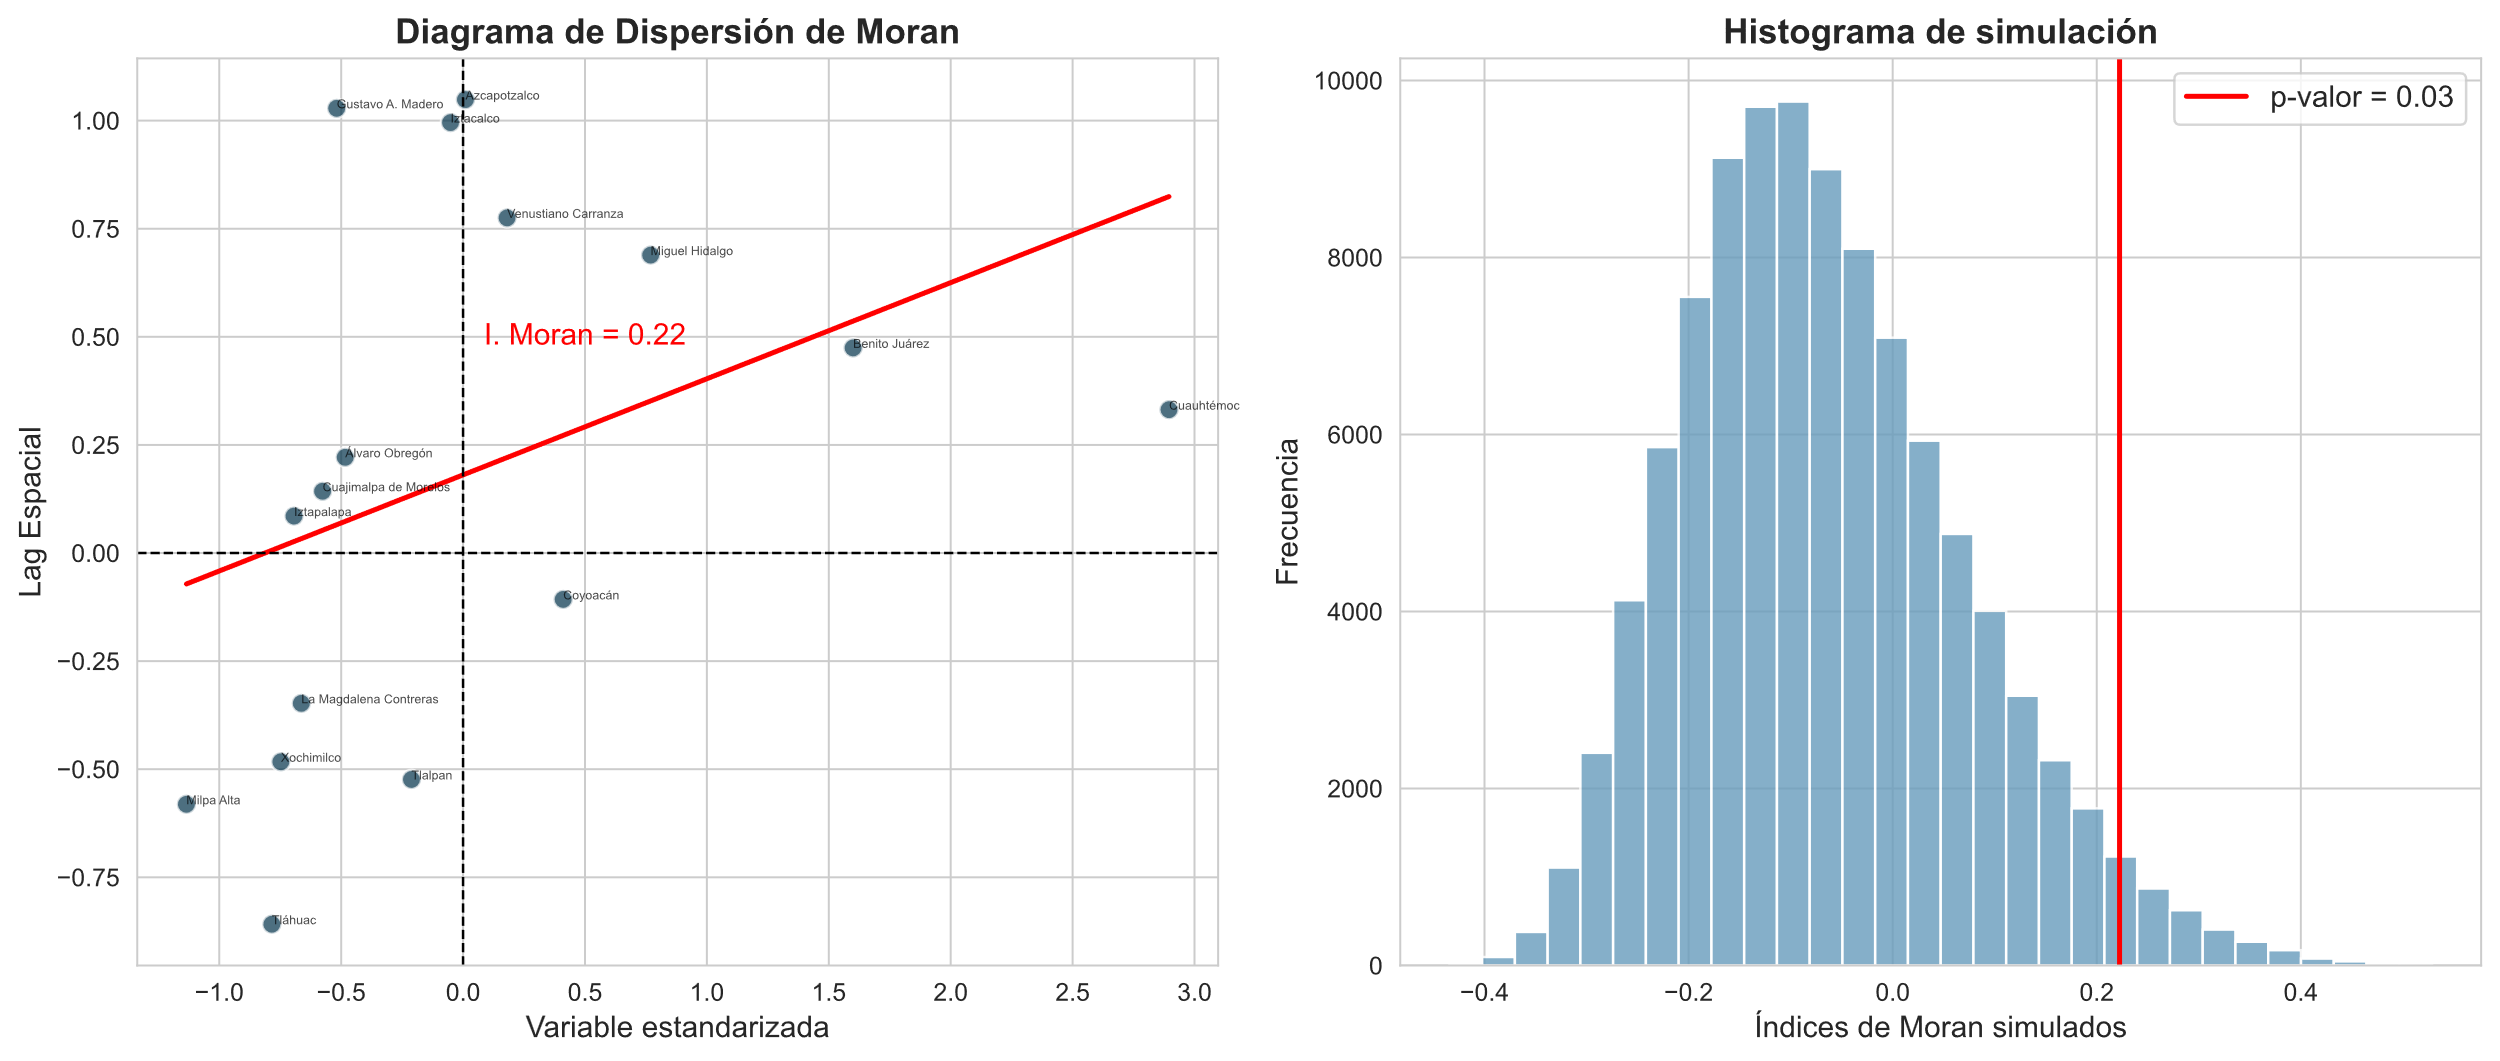 Diagrama de Dispersión de Moran
Lag Espacial
1.00
0.75
0.50
0.25
0.00
−0.25
−0.50
−0.75
Gustavo A. Madero
Azcapotzalco
Iztacalco
Venustiano Carranza
Miguel Hidalgo
I. Moran = 0.22
Benito Juárez
Cuauhtémoc
Álvaro Obregón
Cuajimalpa de Morelos
Iztapalapa
Coyoacán
La Magdalena Contreras
Xochimilco
Tlalpan
Milpa Alta
Tláhuac
−1.0 −0.5 0.0 0.5 1.0 1.5 2.0 2.5 3.0
Variable estandarizada
Histograma de simulación
p-valor = 0.03
Frecuencia
10000
8000
6000
4000
2000
0
−0.4 −0.2 0.0 0.2 0.4
Índices de Moran simulados